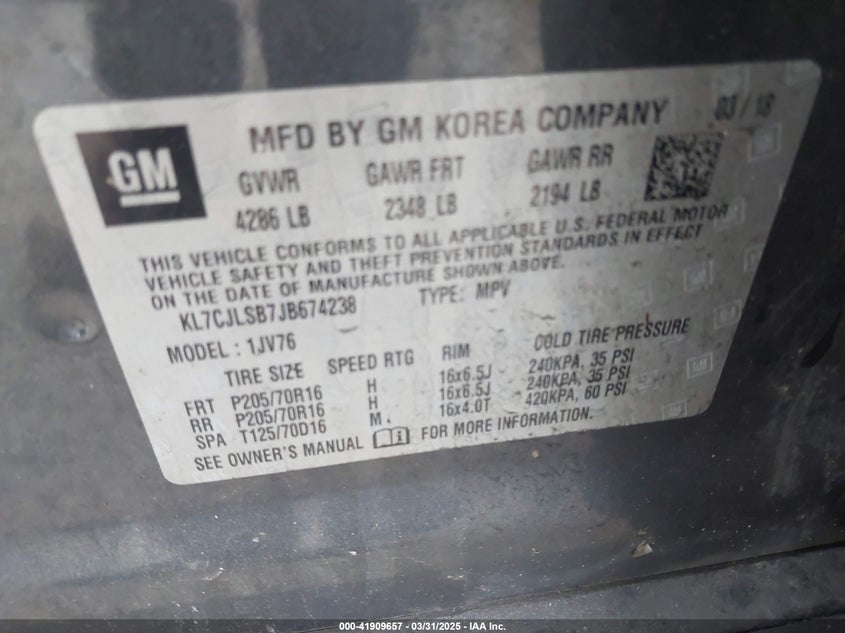 GM
MFD BY GM KOREA COMPANY 03/18
GVWR GAWR FRT GAWR RR
4286 LB 2348 LB 2194 LB
THIS VEHICLE CONFORMS TO ALL APPLICABLE U.S. FEDERAL MOTOR
VEHICLE SAFETY AND THEFT PREVENTION STANDARDS IN EFFECT
ON THE DATE OF MANUFACTURE SHOWN ABOVE.
KL7CJLSB7JB674238 TYPE: MPV
MODEL : 1JV76
TIRE SIZE SPEED RTG RIM COLD TIRE PRESSURE
FRT P205/70R16 H 16x6.5J 240KPA, 35 PSI
RR P205/70R16 H 16x6.5J 240KPA, 35 PSI
SPA T125/70D16 M 16x4.0T 420KPA, 60 PSI
SEE OWNER'S MANUAL FOR MORE INFORMATION.
000-41909657 - 03/31/2025 - IAA Inc.